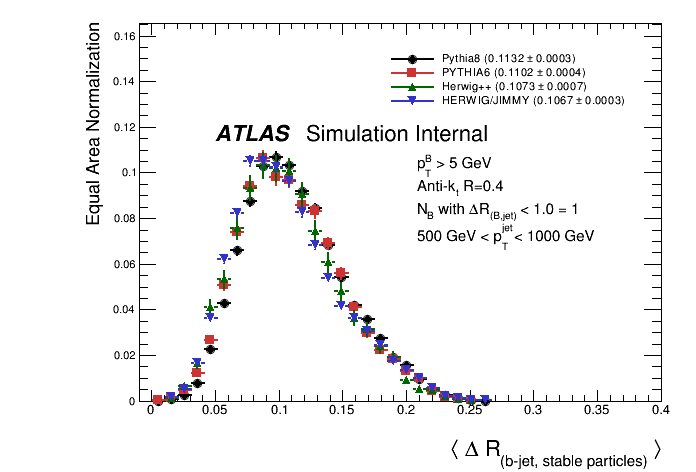 Equal Area Normalization
0.16
0.14
0.12
0.1
0.08
0.06
0.04
0.02
0
Pythia8 (0.1132 ± 0.0003)
PYTHIA6 (0.1102 ± 0.0004)
Herwig++ (0.1073 ± 0.0007)
HERWIG/JIMMY (0.1067 ± 0.0003)
ATLAS Simulation Internal
p_T^B > 5 GeV
Anti-k_t R=0.4
N_B with ΔR_(B,jet) < 1.0 = 1
500 GeV < p_T^jet < 1000 GeV
0 0.05 0.1 0.15 0.2 0.25 0.3 0.35 0.4
⟨ Δ R_(b-jet, stable particles) ⟩